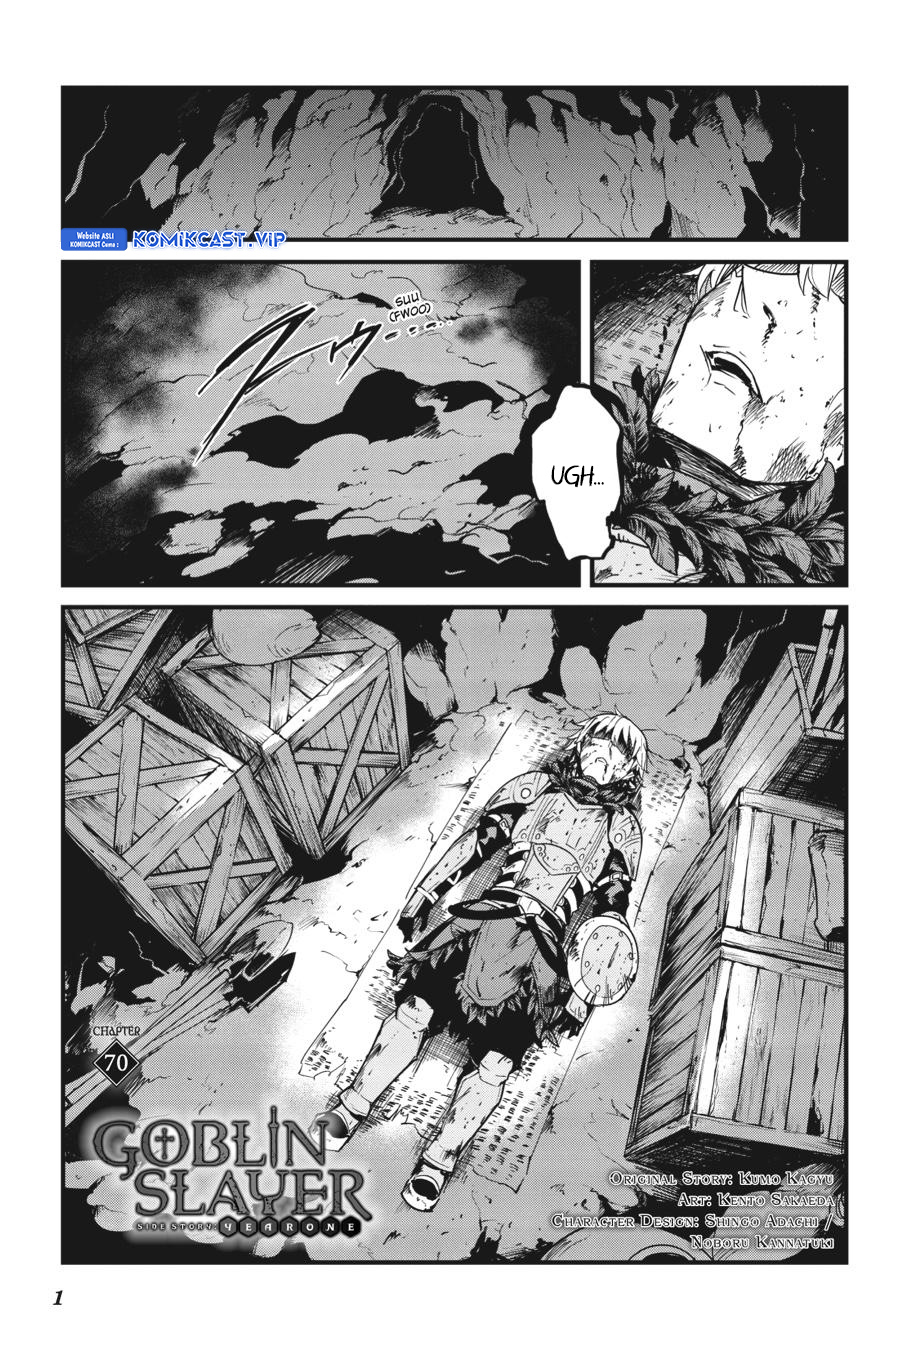 Website ASLI
KOMIKCAST Cuma :
KOMIKCAST.VIP
スゥ
SUU
(FWOO)
UGH...
CHAPTER
70
GOBLIN
SLAYER
SIDE STORY: YEAR ONE
Original Story: Kumo Kagyu
Art: Kento Sakaeda
Character Design: Shingo Adachi /
Noboru Kannatuki
1